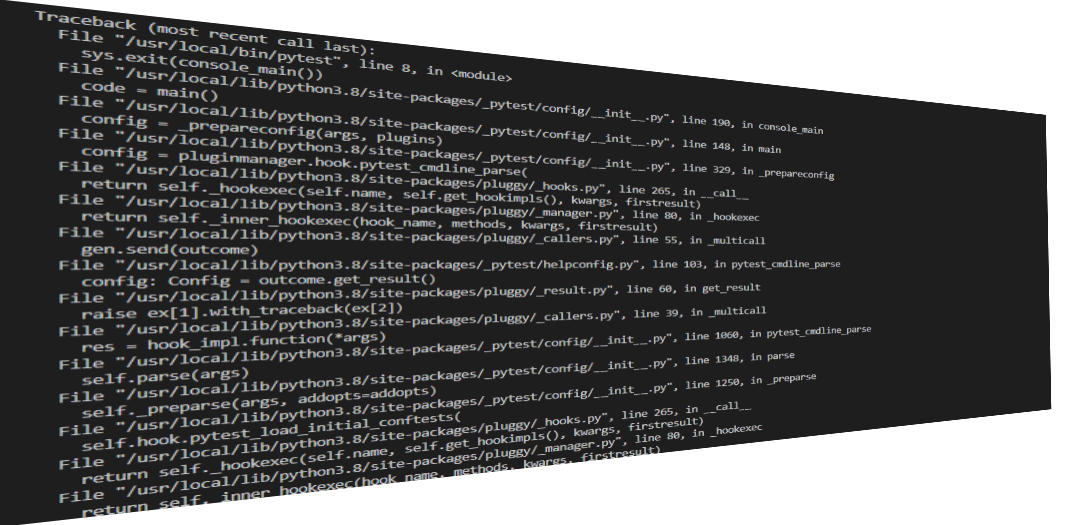 Traceback (most recent call last):
File "/usr/local/bin/pytest", line 8, in <module>
sys.exit(console_main())
File "/usr/local/lib/python3.8/site-packages/_pytest/config/__init__.py", line 190, in console_main
code = main()
File "/usr/local/lib/python3.8/site-packages/_pytest/config/__init__.py", line 148, in main
config = _prepareconfig(args, plugins)
File "/usr/local/lib/python3.8/site-packages/_pytest/config/__init__.py", line 329, in _prepareconfig
config = pluginmanager.hook.pytest_cmdline_parse(
File "/usr/local/lib/python3.8/site-packages/pluggy/_hooks.py", line 265, in __call__
return self._hookexec(self.name, self.get_hookimpls(), kwargs, firstresult)
File "/usr/local/lib/python3.8/site-packages/pluggy/_manager.py", line 80, in _hookexec
return self._inner_hookexec(hook_name, methods, kwargs, firstresult)
File "/usr/local/lib/python3.8/site-packages/pluggy/_callers.py", line 55, in _multicall
gen.send(outcome)
File "/usr/local/lib/python3.8/site-packages/_pytest/helpconfig.py", line 103, in pytest_cmdline_parse
config: Config = outcome.get_result()
File "/usr/local/lib/python3.8/site-packages/pluggy/_result.py", line 60, in get_result
raise ex[1].with_traceback(ex[2])
File "/usr/local/lib/python3.8/site-packages/pluggy/_callers.py", line 39, in _multicall
res = hook_impl.function(*args)
File "/usr/local/lib/python3.8/site-packages/_pytest/config/__init__.py", line 1060, in pytest_cmdline_parse
self.parse(args)
File "/usr/local/lib/python3.8/site-packages/_pytest/config/__init__.py", line 1348, in parse
self._preparse(args, addopts=addopts)
File "/usr/local/lib/python3.8/site-packages/_pytest/config/__init__.py", line 1250, in _preparse
self.hook.pytest_load_initial_conftests(
File "/usr/local/lib/python3.8/site-packages/pluggy/_hooks.py", line 265, in __call__
return self._hookexec(self.name, self.get_hookimpls(), kwargs, firstresult)
File "/usr/local/lib/python3.8/site-packages/pluggy/_manager.py", line 80, in _hookexec
return self._inner_hookexec(hook_name, methods, kwargs, firstresult)